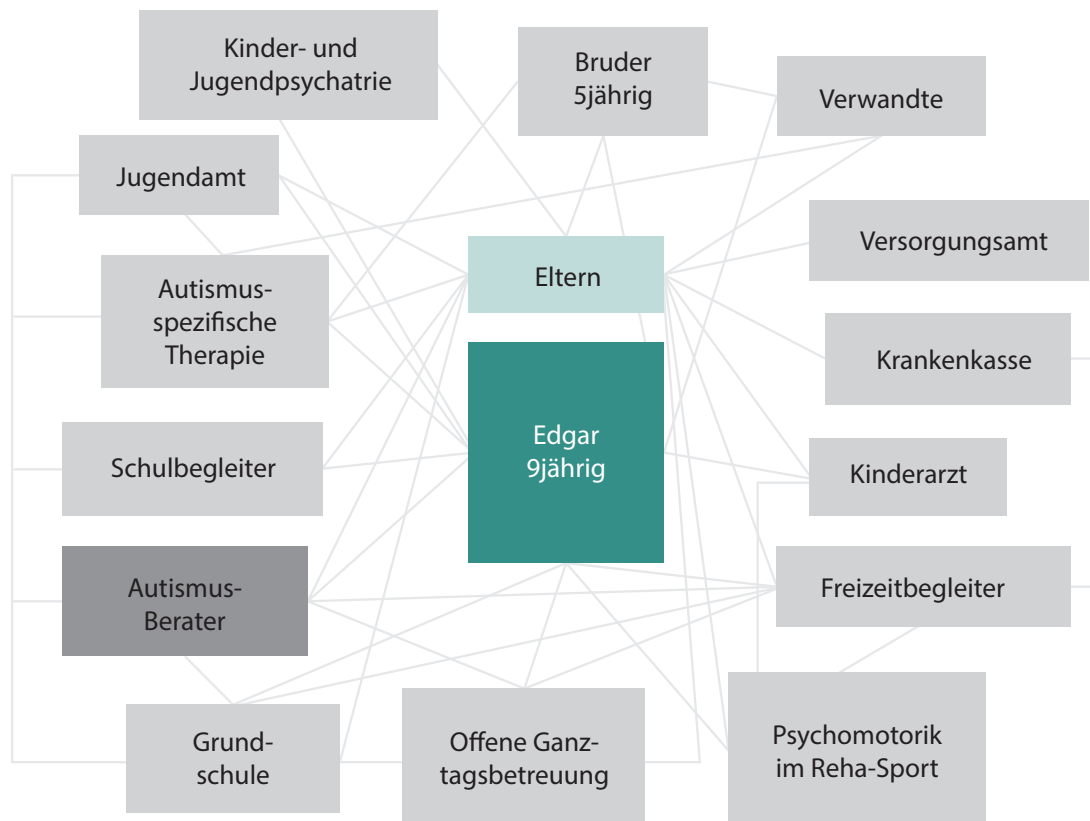 Kinder- und
Jugendpsychatrie
Bruder
5jährig
Verwandte
Jugendamt
Versorgungsamt
Eltern
Autismus-
spezifische
Therapie
Krankenkasse
Edgar
9jährig
Schulbegleiter
Kinderarzt
Autismus-
Berater
Freizeitbegleiter
Grund-
schule
Offene Ganz-
tagsbetreuung
Psychomotorik
im Reha-Sport